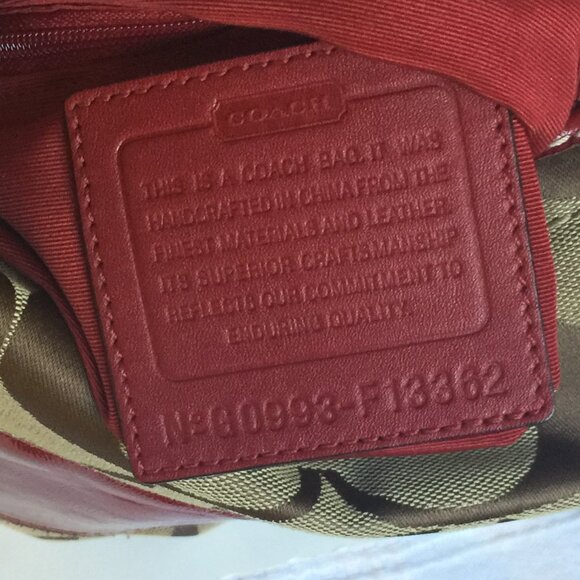 COACH
THIS IS A COACH BAG. IT WAS
HANDCRAFTED IN CHINA FROM THE
FINEST MATERIALS AND LEATHER.
ITS SUPERIOR CRAFTSMANSHIP
REFLECTS OUR COMMITMENT TO
ENDURING QUALITY.
No G0993-F13362